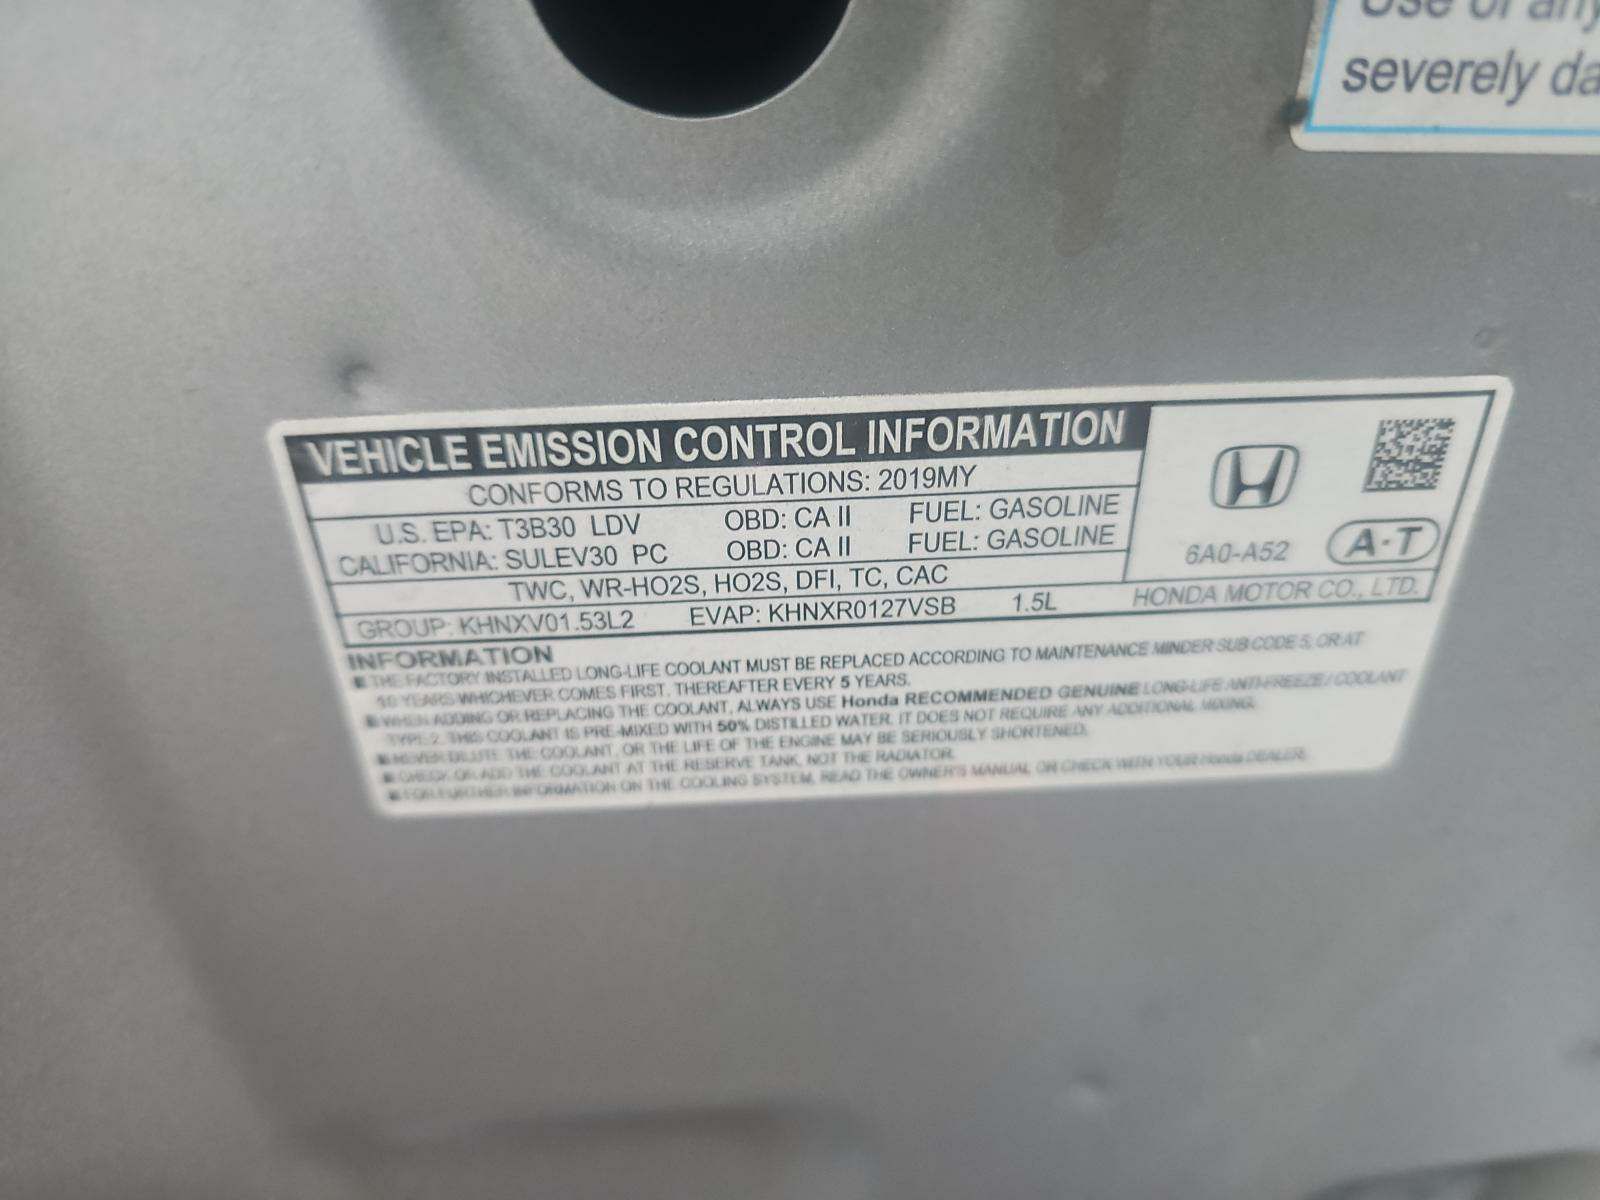 Use of any
severely da
VEHICLE EMISSION CONTROL INFORMATION
CONFORMS TO REGULATIONS: 2019MY
U.S. EPA: T3B30 LDV OBD: CA II FUEL: GASOLINE
CALIFORNIA: SULEV30 PC OBD: CA II FUEL: GASOLINE
TWC, WR-HO2S, HO2S, DFI, TC, CAC
GROUP: KHNXV01.53L2 EVAP: KHNXR0127VSB 1.5L HONDA MOTOR CO., LTD.
6A0-A52 A·T
INFORMATION
■ THE FACTORY INSTALLED LONG-LIFE COOLANT MUST BE REPLACED ACCORDING TO MAINTENANCE MINDER SUB CODE 5, OR AT
10 YEARS WHICHEVER COMES FIRST, THEREAFTER EVERY 5 YEARS.
■ WHEN ADDING OR REPLACING THE COOLANT, ALWAYS USE Honda RECOMMENDED GENUINE LONG-LIFE ANTI-FREEZE / COOLANT
TYPE 2. THIS COOLANT IS PRE-MIXED WITH 50% DISTILLED WATER. IT DOES NOT REQUIRE ANY ADDITIONAL MIXING.
■ NEVER DILUTE THE COOLANT, OR THE LIFE OF THE ENGINE MAY BE SERIOUSLY SHORTENED.
■ CHECK OR ADD THE COOLANT AT THE RESERVE TANK, NOT THE RADIATOR.
■ FOR FURTHER INFORMATION ON THE COOLING SYSTEM, READ THE OWNER'S MANUAL OR CHECK WITH YOUR Honda DEALER.